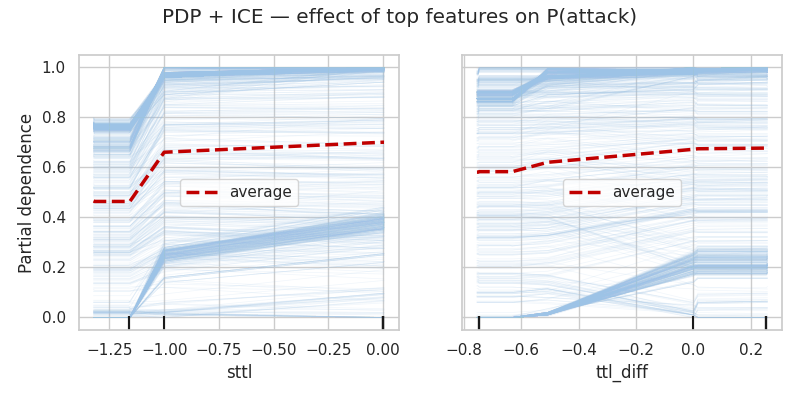 PDP + ICE — effect of top features on P(attack)
Partial dependence
1.0
0.8
0.6
0.4
0.2
0.0
average
−1.25 −1.00 −0.75 −0.50 −0.25 0.00
sttl
average
−0.8 −0.6 −0.4 −0.2 0.0 0.2
ttl_diff